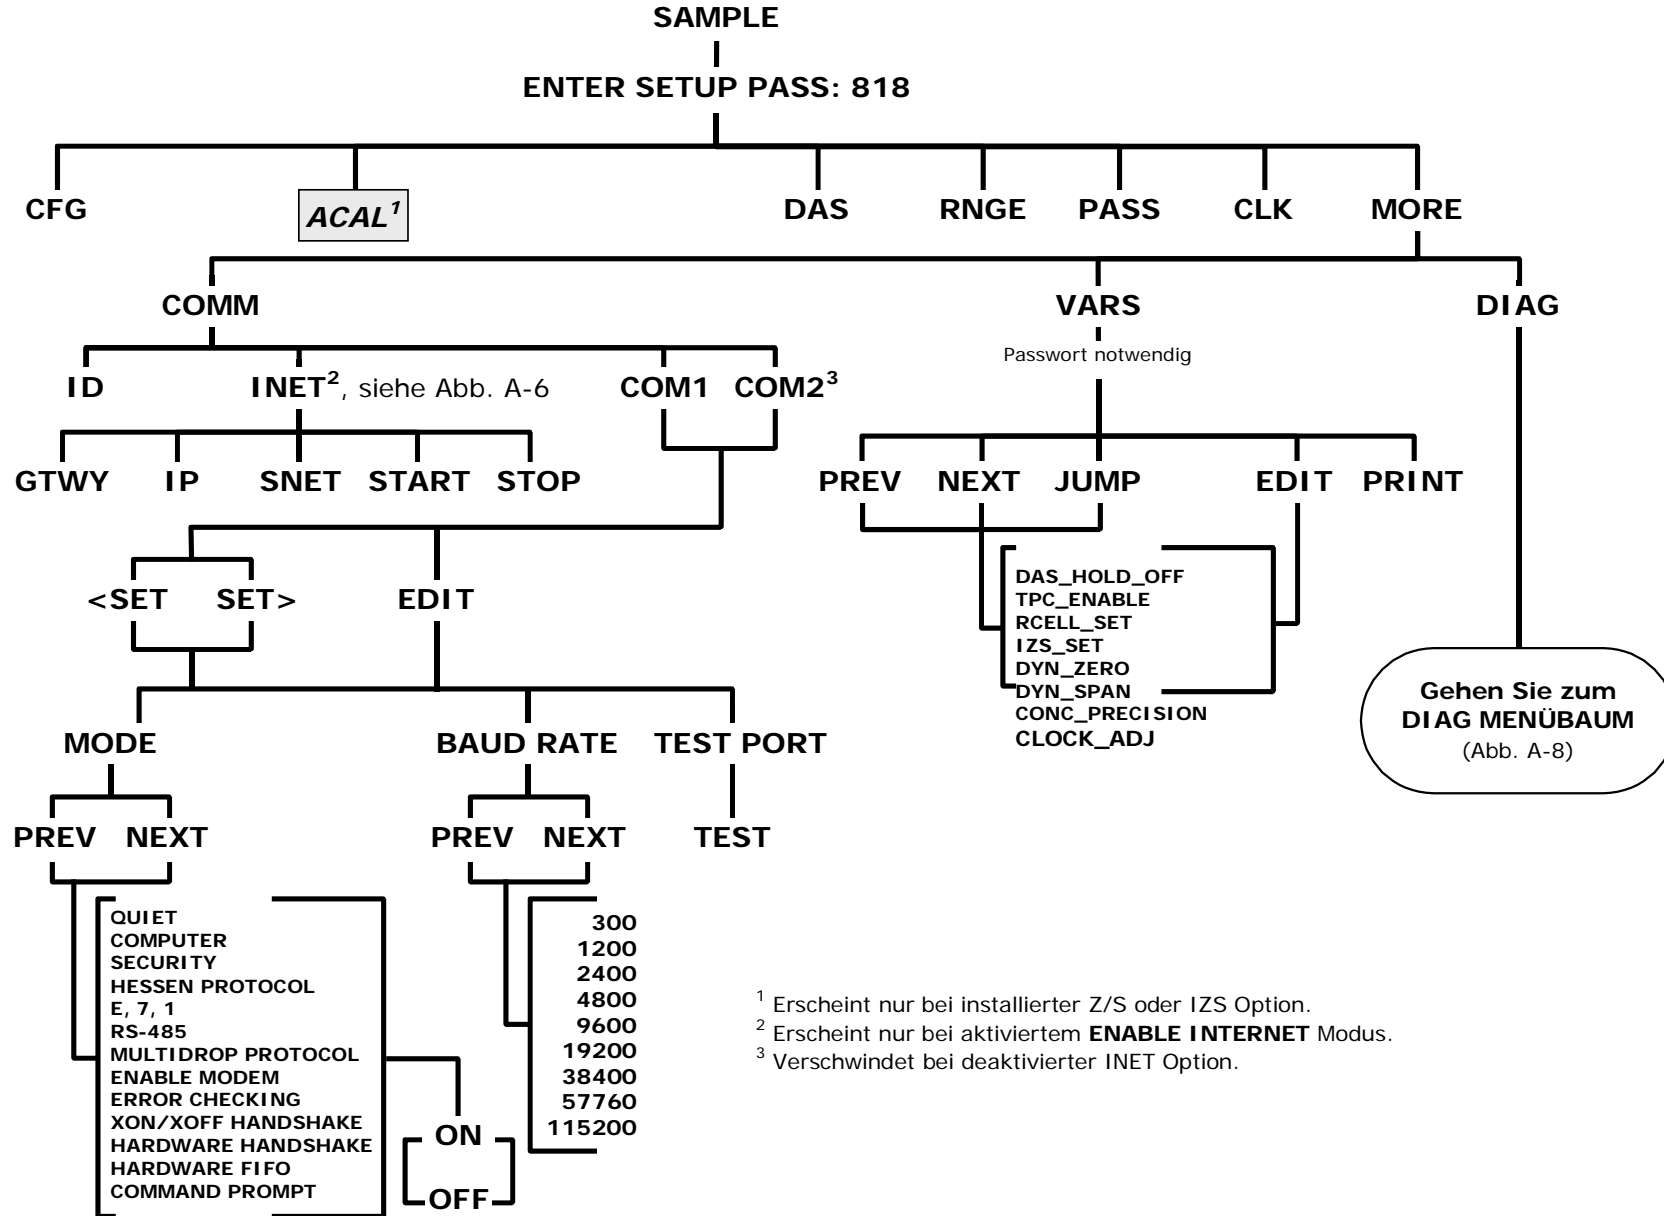 SAMPLE
ENTER SETUP PASS: 818
CFG
ACAL¹
DAS
RNGE
PASS
CLK
MORE
COMM
VARS
DIAG
Passwort notwendig
ID
INET², siehe Abb. A-6
COM1
COM2³
GTWY
IP
SNET
START
STOP
PREV
NEXT
JUMP
EDIT
PRINT
<SET
SET>
EDIT
DAS_HOLD_OFF
TPC_ENABLE
RCELL_SET
IZS_SET
DYN_ZERO
DYN_SPAN
CONC_PRECISION
CLOCK_ADJ
Gehen Sie zum
DIAG MENÜBAUM
(Abb. A-8)
MODE
BAUD RATE
TEST PORT
PREV
NEXT
PREV
NEXT
TEST
QUIET
COMPUTER
SECURITY
HESSEN PROTOCOL
E, 7, 1
RS-485
MULTIDROP PROTOCOL
ENABLE MODEM
ERROR CHECKING
XON/XOFF HANDSHAKE
HARDWARE HANDSHAKE
HARDWARE FIFO
COMMAND PROMPT
ON
OFF
300
1200
2400
4800
9600
19200
38400
57760
115200
¹ Erscheint nur bei installierter Z/S oder IZS Option.
² Erscheint nur bei aktiviertem ENABLE INTERNET Modus.
³ Verschwindet bei deaktivierter INET Option.